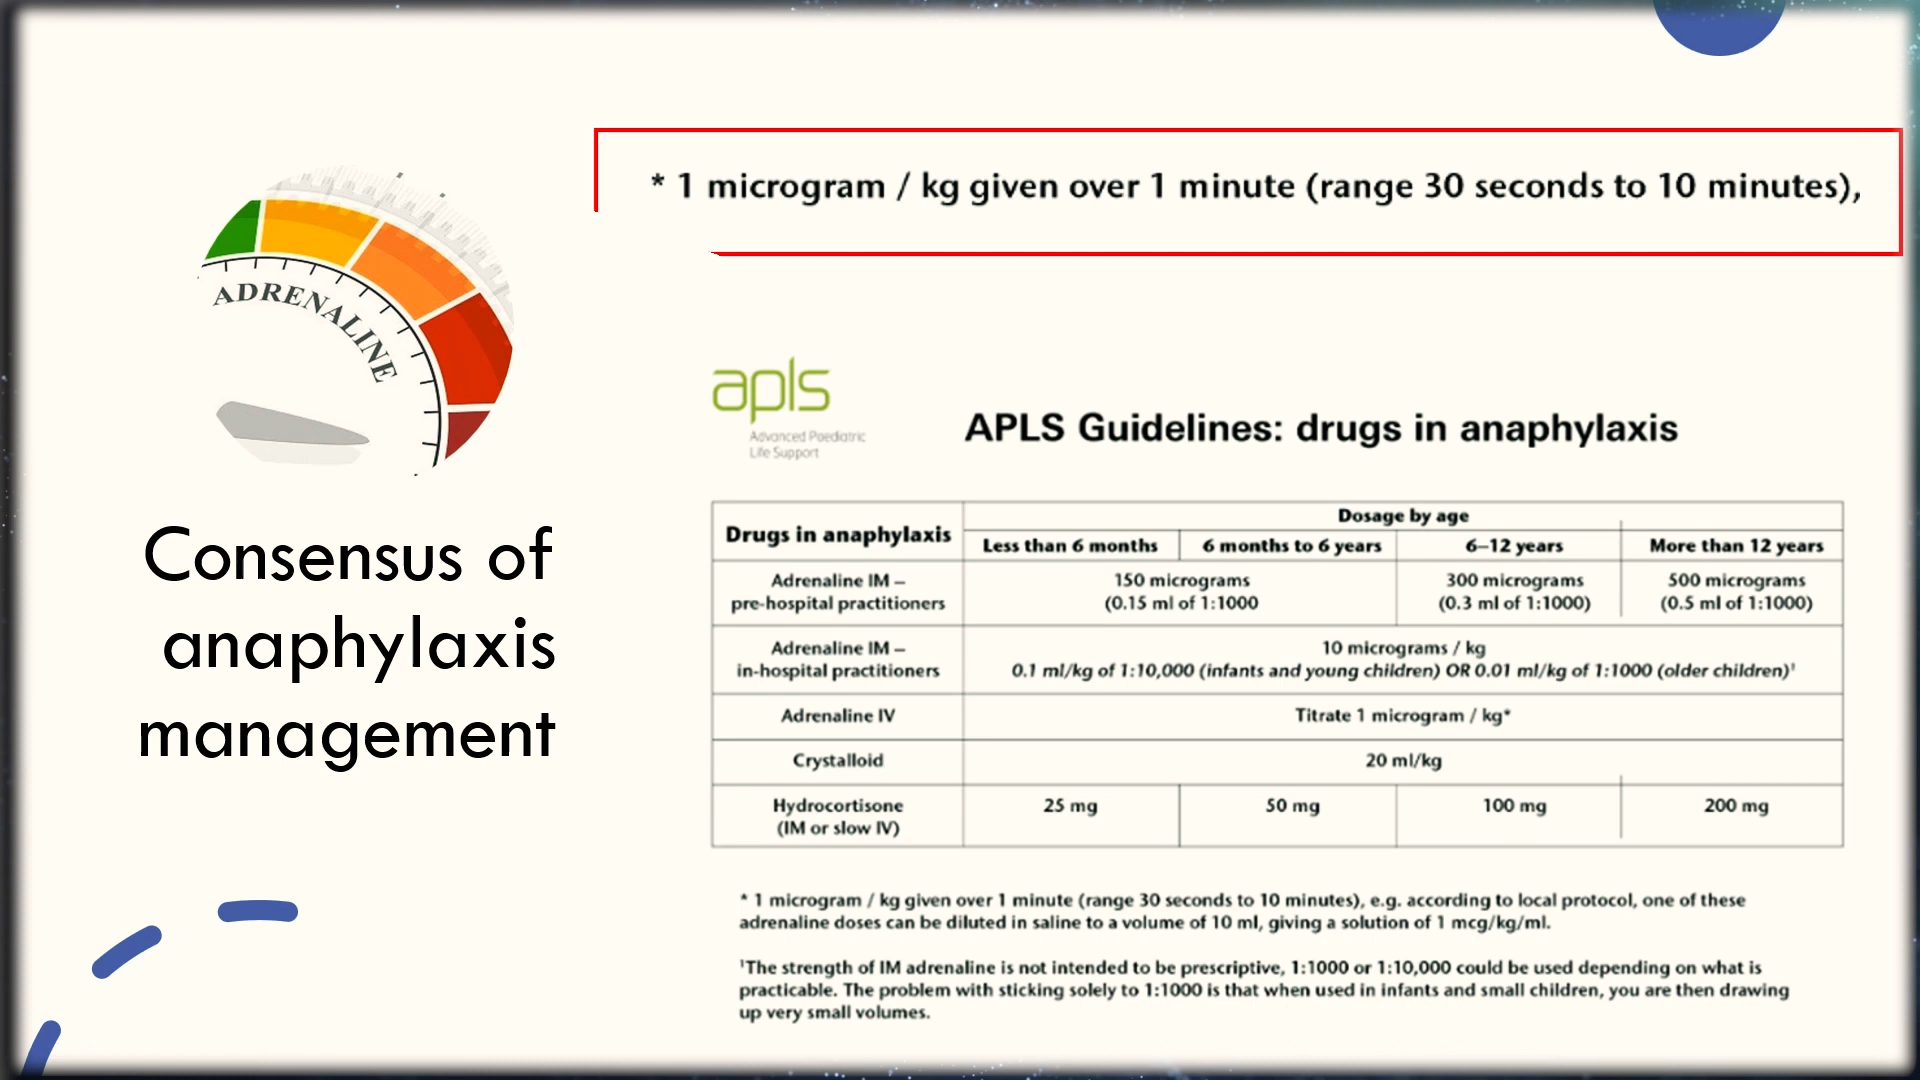 * 1 microgram / kg given over 1 minute (range 30 seconds to 10 minutes),
ADRENALINE
Consensus of
anaphylaxis
management
apls
Advanced Paediatric
Life Support
APLS Guidelines: drugs in anaphylaxis
Drugs in anaphylaxis
Dosage by age
Less than 6 months
6 months to 6 years
6–12 years
More than 12 years
Adrenaline IM –
pre-hospital practitioners
150 micrograms
(0.15 ml of 1:1000
300 micrograms
(0.3 ml of 1:1000)
500 micrograms
(0.5 ml of 1:1000)
Adrenaline IM –
in-hospital practitioners
10 micrograms / kg
0.1 ml/kg of 1:10,000 (infants and young children) OR 0.01 ml/kg of 1:1000 (older children)¹
Adrenaline IV
Titrate 1 microgram / kg*
Crystalloid
20 ml/kg
Hydrocortisone
(IM or slow IV)
25 mg
50 mg
100 mg
200 mg
* 1 microgram / kg given over 1 minute (range 30 seconds to 10 minutes), e.g. according to local protocol, one of these
adrenaline doses can be diluted in saline to a volume of 10 ml, giving a solution of 1 mcg/kg/ml.
¹The strength of IM adrenaline is not intended to be prescriptive, 1:1000 or 1:10,000 could be used depending on what is
practicable. The problem with sticking solely to 1:1000 is that when used in infants and small children, you are then drawing
up very small volumes.